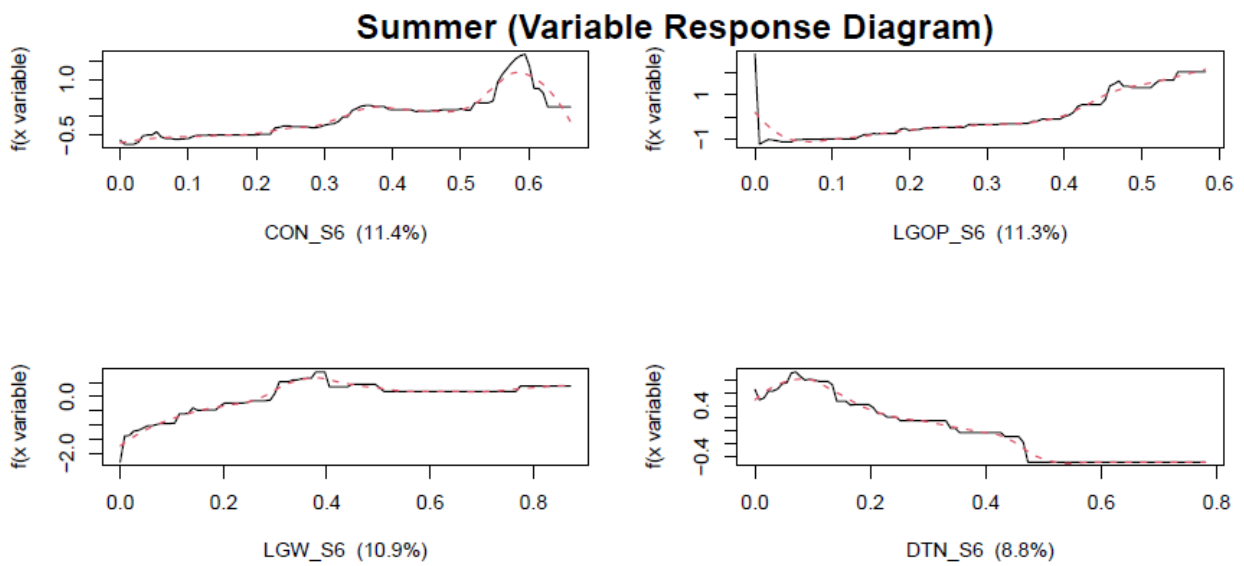 Summer (Variable Response Diagram)
f(x variable)
1.0
−0.5
0.0 0.1 0.2 0.3 0.4 0.5 0.6
CON_S6 (11.4%)
f(x variable)
1
−1
0.0 0.1 0.2 0.3 0.4 0.5 0.6
LGOP_S6 (11.3%)
f(x variable)
0.0
−2.0
0.0 0.2 0.4 0.6 0.8
LGW_S6 (10.9%)
f(x variable)
0.4
−0.4
0.0 0.2 0.4 0.6 0.8
DTN_S6 (8.8%)